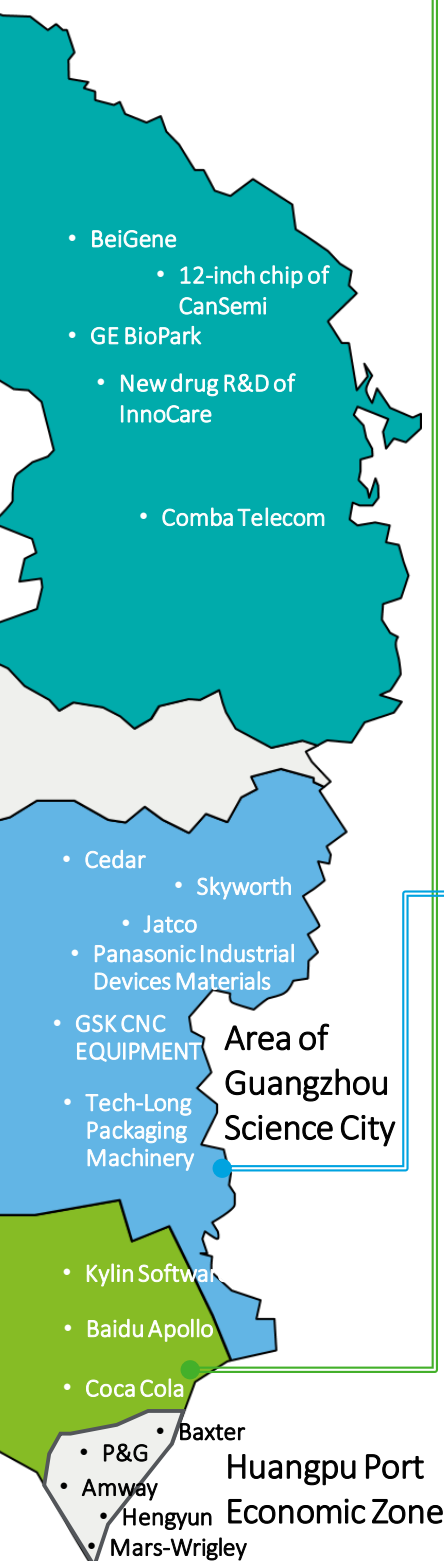 • BeiGene
• 12-inch chip of
CanSemi
• GE BioPark
• New drug R&D of
InnoCare
• Comba Telecom
• Cedar
• Skyworth
• Jatco
• Panasonic Industrial
Devices Materials
• GSK CNC
EQUIPMENT
Area of
Guangzhou
Science City
• Tech-Long
Packaging
Machinery
• Kylin Software
• Baidu Apollo
• Coca Cola
• Baxter
• P&G
• Amway
• Hengyun
• Mars-Wrigley
Huangpu Port
Economic Zone